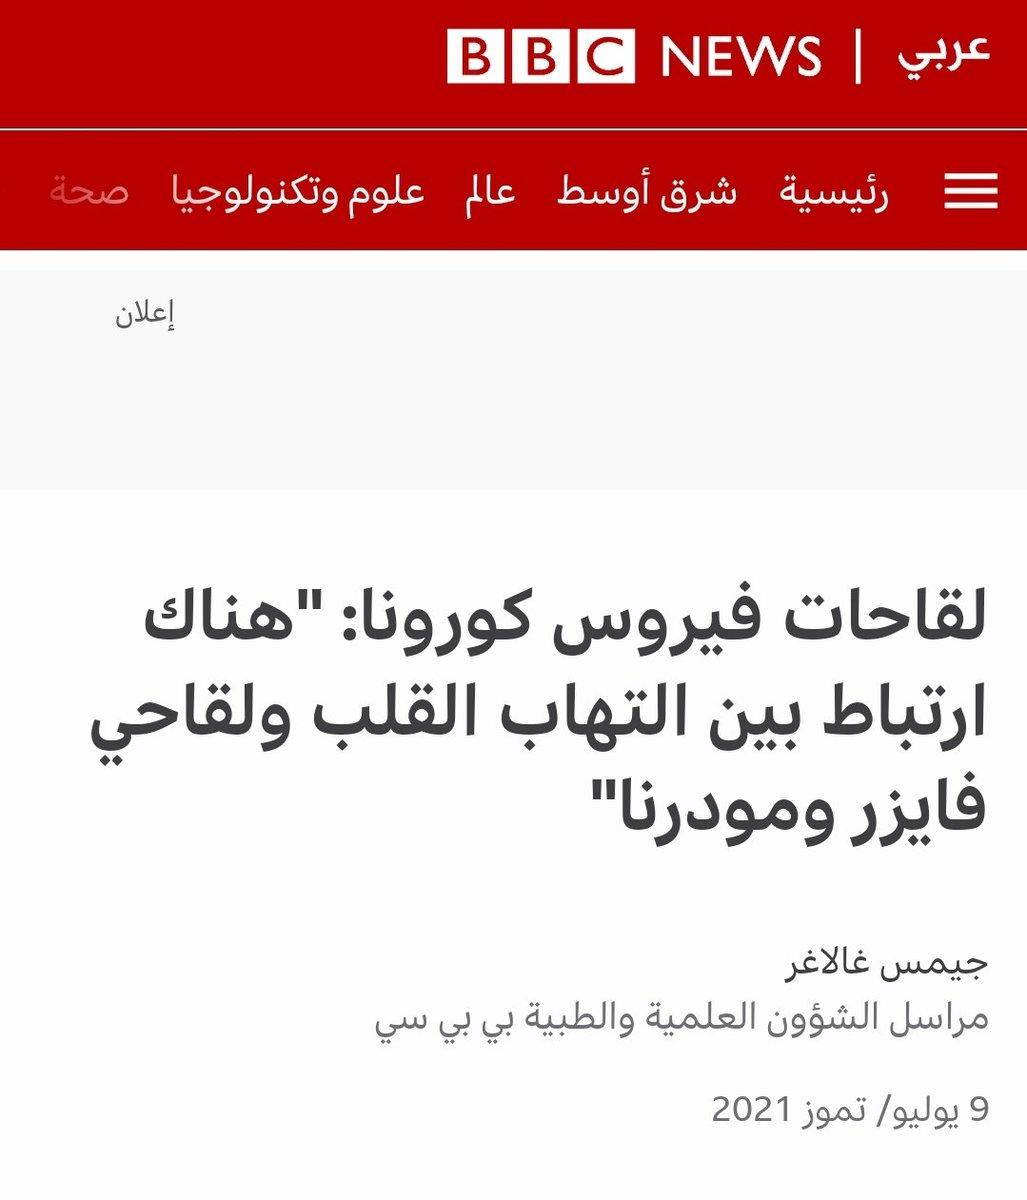 BBC NEWS | عربي
رئيسية شرق أوسط عالم علوم وتكنولوجيا صحة
إعلان
لقاحات فيروس كورونا: "هناك
ارتباط بين التهاب القلب ولقاحي
فايزر ومودرنا"
جيمس غالاغر
مراسل الشؤون العلمية والطبية بي بي سي
9 يوليو/ تموز 2021